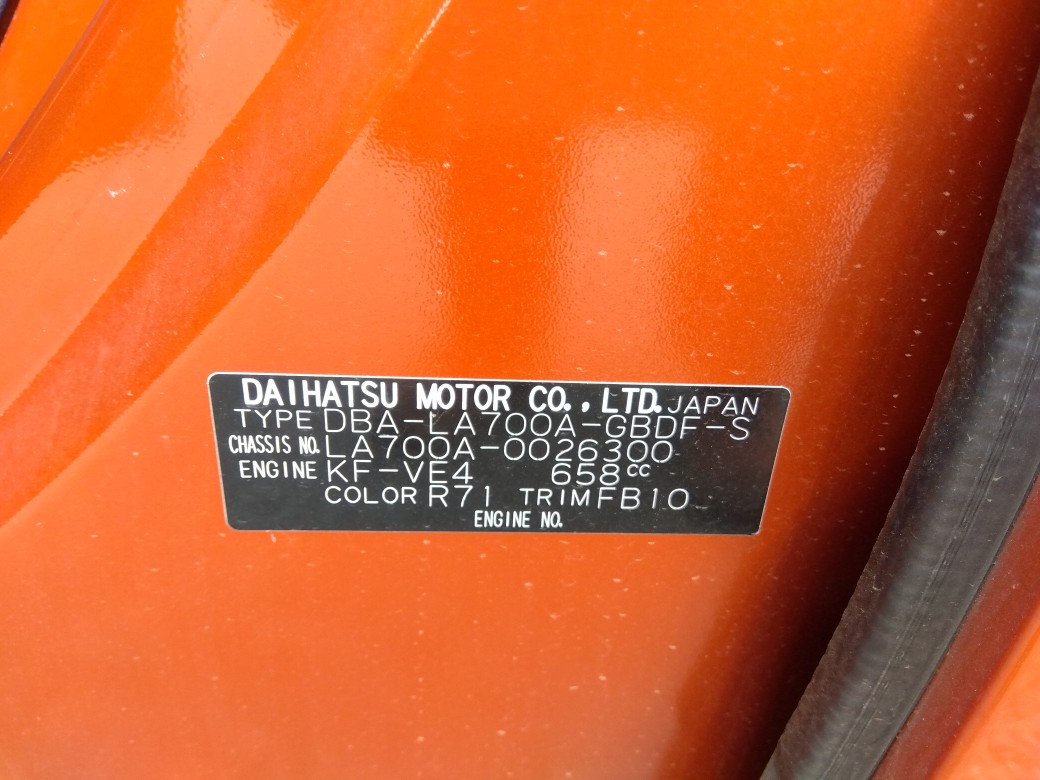 DAIHATSU MOTOR CO., LTD. JAPAN
TYPE DBA-LA700A-GBDF-S
CHASSIS NO. LA700A-0026300
ENGINE KF-VE4 658cc
COLOR R71 TRIM FB10
ENGINE NO.